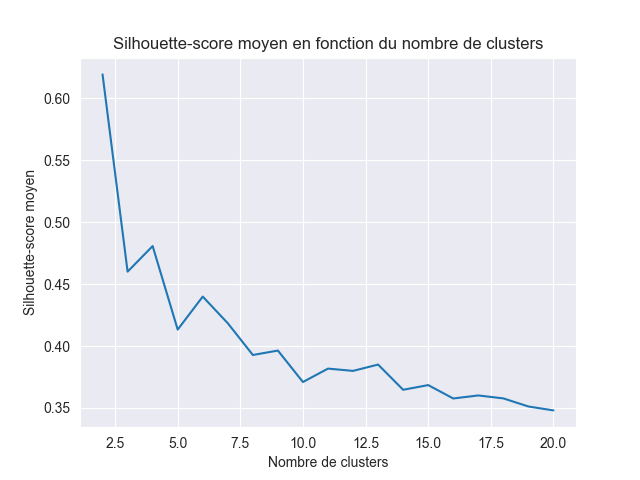 Silhouette-score moyen en fonction du nombre de clusters
0.60
0.55
0.50
0.45
0.40
0.35
Silhouette-score moyen
2.5 5.0 7.5 10.0 12.5 15.0 17.5 20.0
Nombre de clusters